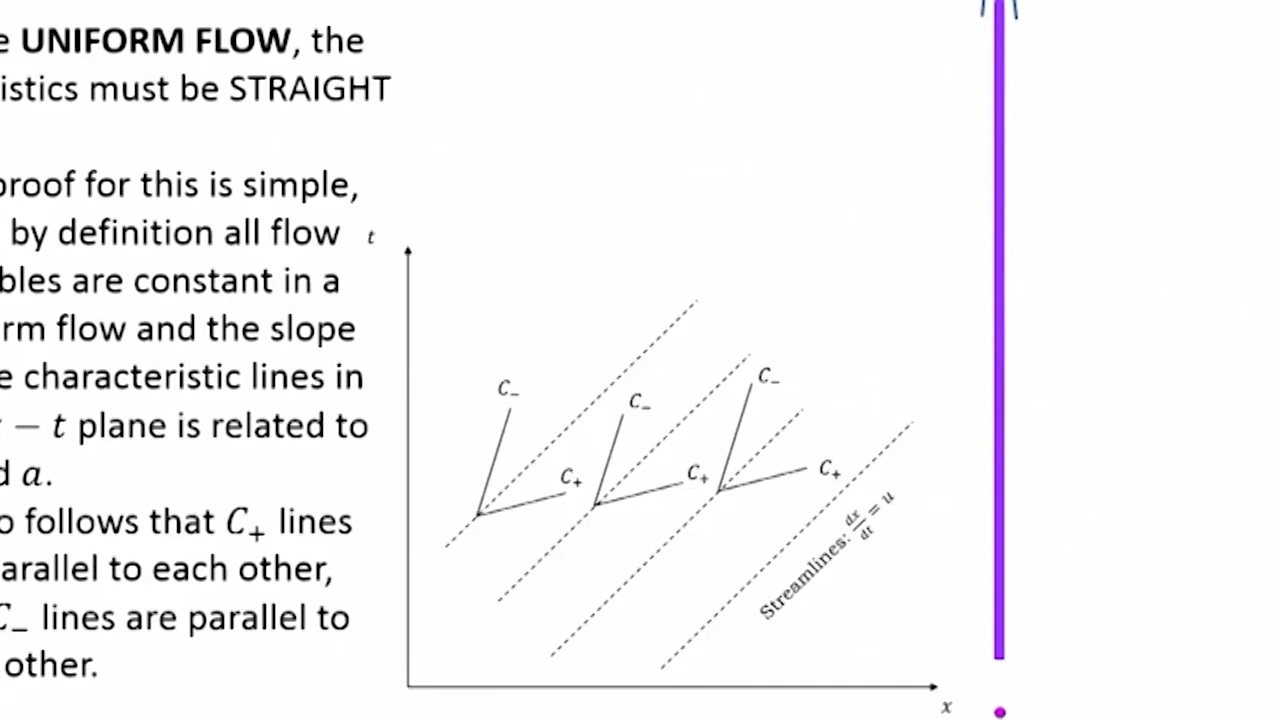 e UNIFORM FLOW, the
istics must be STRAIGHT
proof for this is simple,
by definition all flow
bles are constant in a
rm flow and the slope
e characteristic lines in
− t plane is related to
d a.
o follows that C₊ lines
arallel to each other,
C₋ lines are parallel to
other.
t
C₋
C₊
C₋
C₊
C₋
C₊
Streamlines: dx/dt = u
x